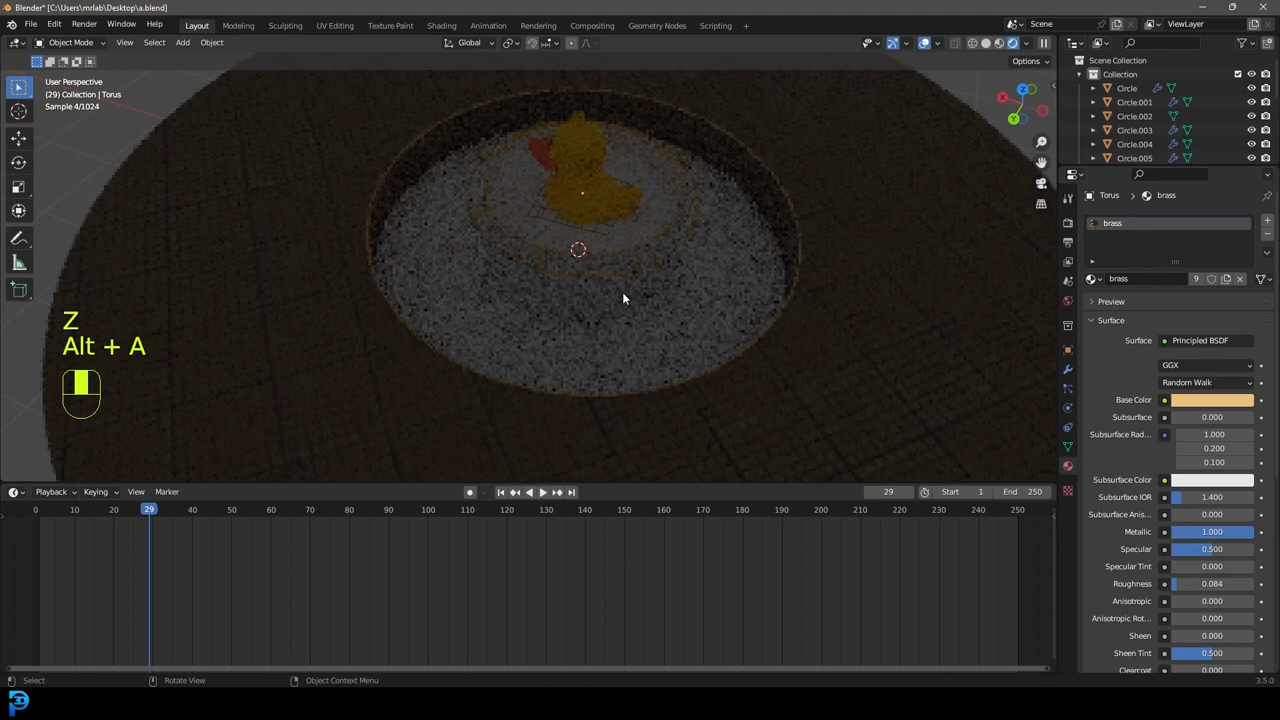 Blender* [C:\Users\mrlab\Desktop\a.blend]
File Edit Render Window Help Layout Modeling Sculpting UV Editing Texture Paint Shading Animation Rendering Compositing Geometry Nodes Scripting + Scene ViewLayer
Object Mode View Select Add Object Global
Options
User Perspective
(29) Collection | Torus
Sample 4/1024
Z
Alt + A
Scene Collection
Collection
Circle
Circle.001
Circle.002
Circle.003
Circle.004
Circle.005
Torus > brass
brass
brass 9
Preview
Surface
Surface Principled BSDF
GGX
Random Walk
Base Color
Subsurface 0.000
Subsurface Rad... 1.000
0.200
0.100
Subsurface Color
Subsurface IOR 1.400
Subsurface Anis... 0.000
Metallic 1.000
Specular 0.500
Specular Tint 0.000
Roughness 0.084
Anisotropic 0.000
Anisotropic Rot... 0.000
Sheen 0.000
Sheen Tint 0.500
Clearcoat 0.000
Playback Keying View Marker 29 Start 1 End 250
0 10 20 29 40 50 60 70 80 90 100 110 120 130 140 150 160 170 180 190 200 210 220 230 240 250
Select Rotate View Object Context Menu 3.5.0